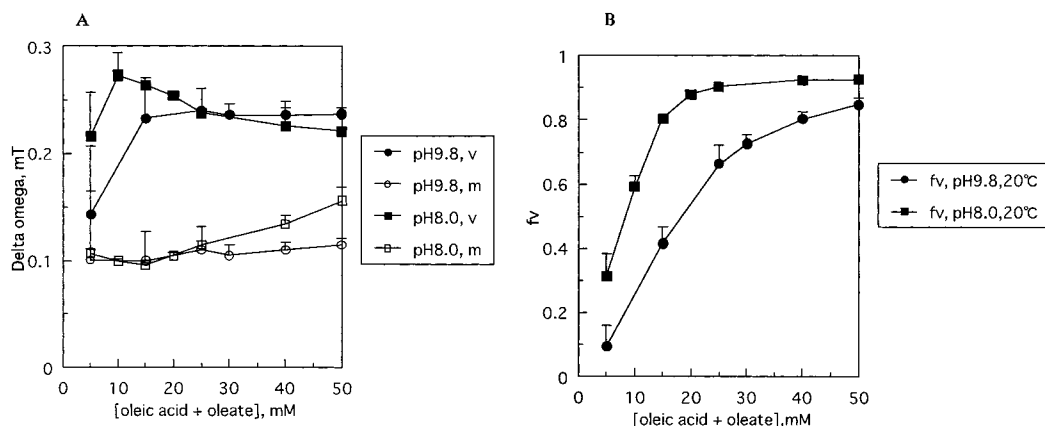 A
0.3
0.2
0.1
0
Delta omega, mT
0 10 20 30 40 50
[oleic acid + oleate], mM
pH9.8, v
pH9.8, m
pH8.0, v
pH8.0, m
B
1
0.8
0.6
0.4
0.2
0
fv
0 10 20 30 40 50
[oleic acid + oleate],mM
fv, pH9.8,20°C
fv, pH8.0,20°C